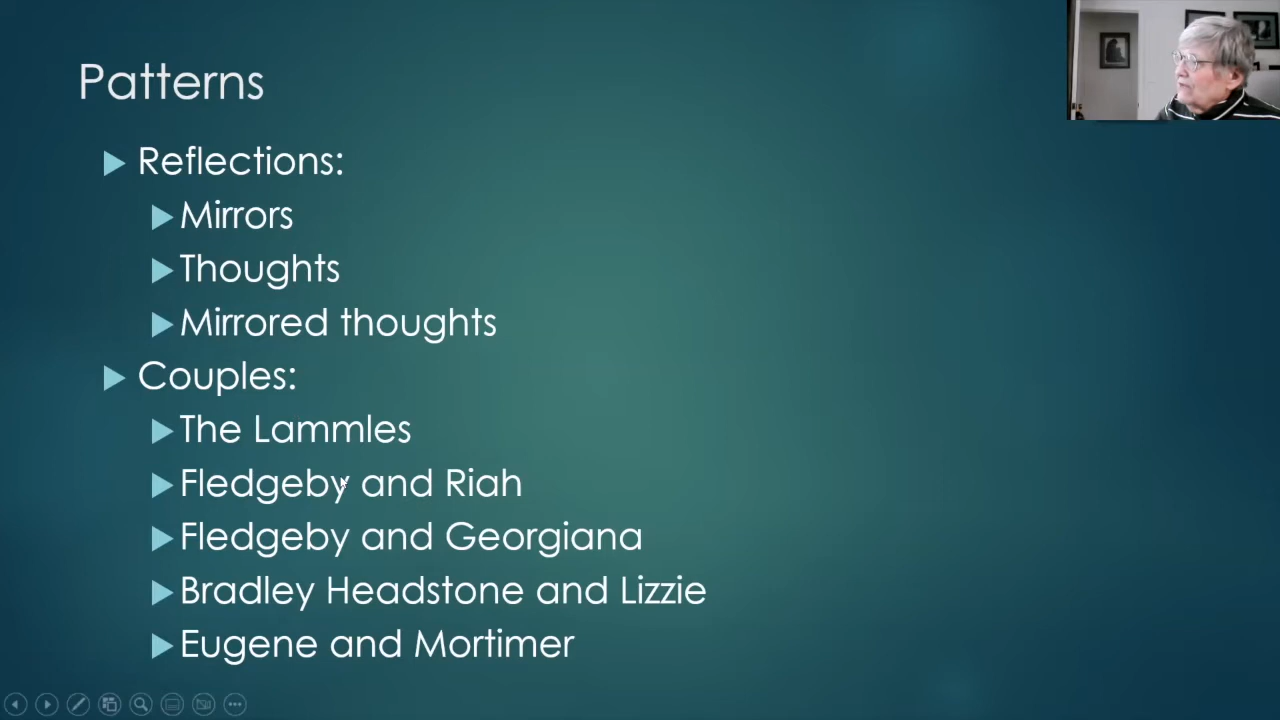 Patterns
Reflections:
Mirrors
Thoughts
Mirrored thoughts
Couples:
The Lammles
Fledgeby and Riah
Fledgeby and Georgiana
Bradley Headstone and Lizzie
Eugene and Mortimer